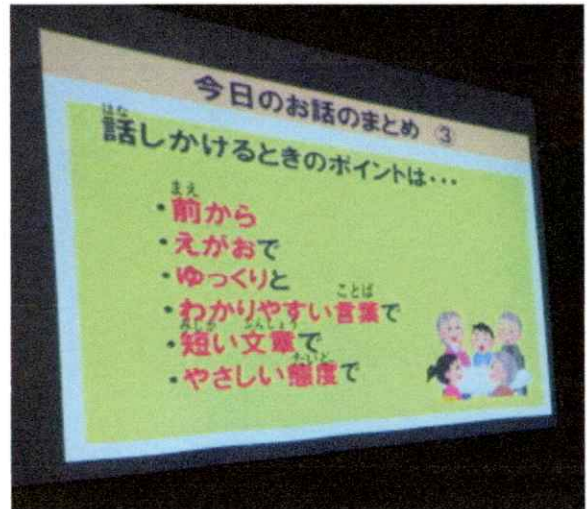 今日のお話のまとめ ③
話しかけるときのポイントは・・・
・前から
・えがおで
・ゆっくりと
・わかりやすい言葉で
・短い文章で
・やさしい態度で